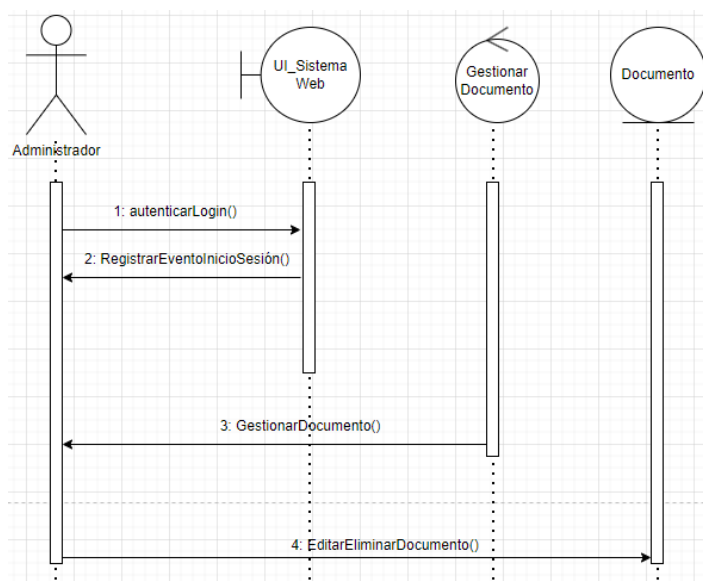 UI_Sistema
Web
Gestionar
Documento
Documento
Administrador
1: autenticarLogin()
2: RegistrarEventoInicioSesión()
3: GestionarDocumento()
4: EditarEliminarDocumento()